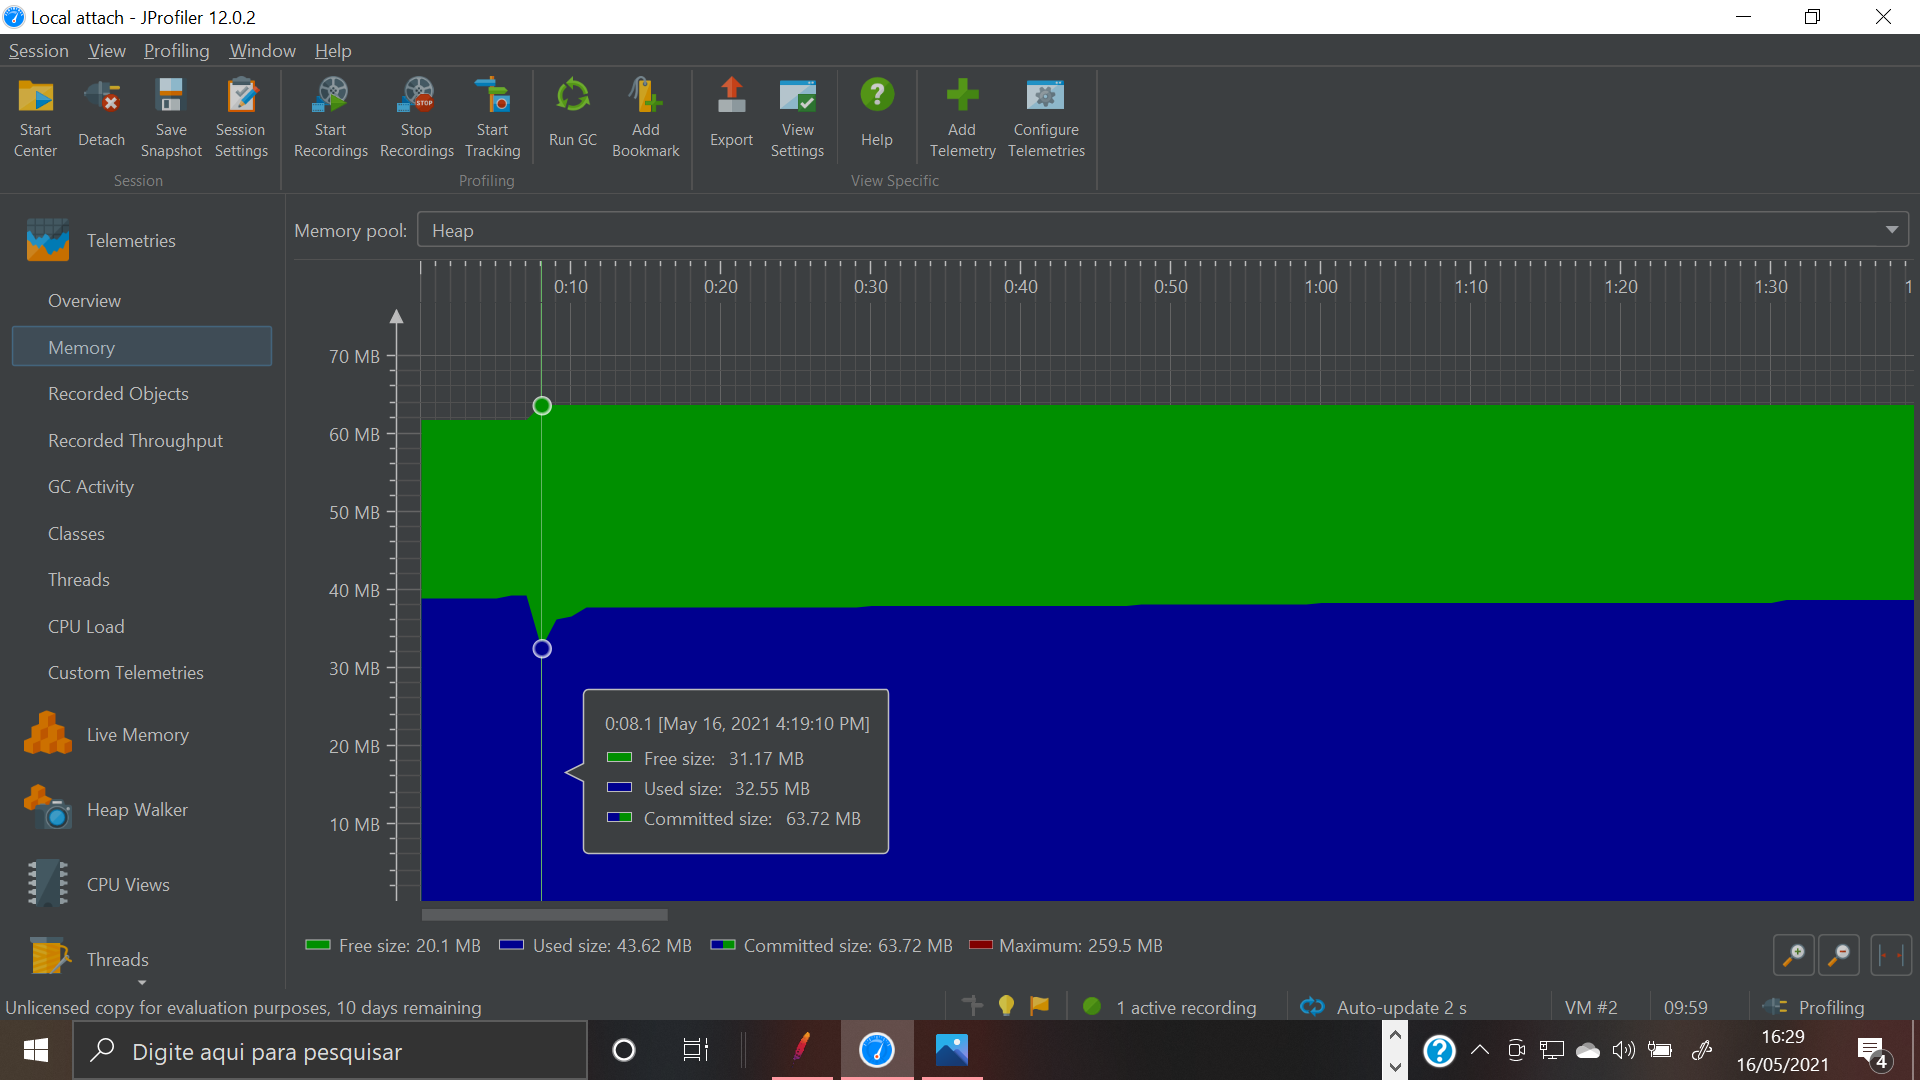 Local attach - JProfiler 12.0.2
Session View Profiling Window Help
Start Center
Detach
Save Snapshot
Session Settings
Start Recordings
Stop Recordings
Start Tracking
Run GC
Add Bookmark
Export
View Settings
Help
Add Telemetry
Configure Telemetries
Session
Profiling
View Specific
STOP
Telemetries
Overview
Memory
Recorded Objects
Recorded Throughput
GC Activity
Classes
Threads
CPU Load
Custom Telemetries
Live Memory
Heap Walker
CPU Views
Threads
Memory pool: Heap
0:10 0:20 0:30 0:40 0:50 1:00 1:10 1:20 1:30 1
70 MB
60 MB
50 MB
40 MB
30 MB
20 MB
10 MB
0:08.1 [May 16, 2021 4:19:10 PM]
Free size: 31.17 MB
Used size: 32.55 MB
Committed size: 63.72 MB
Free size: 20.1 MB Used size: 43.62 MB Committed size: 63.72 MB Maximum: 259.5 MB
Unlicensed copy for evaluation purposes, 10 days remaining
1 active recording
Auto-update 2 s
VM #2
09:59
Profiling
Digite aqui para pesquisar
16:29
16/05/2021
4